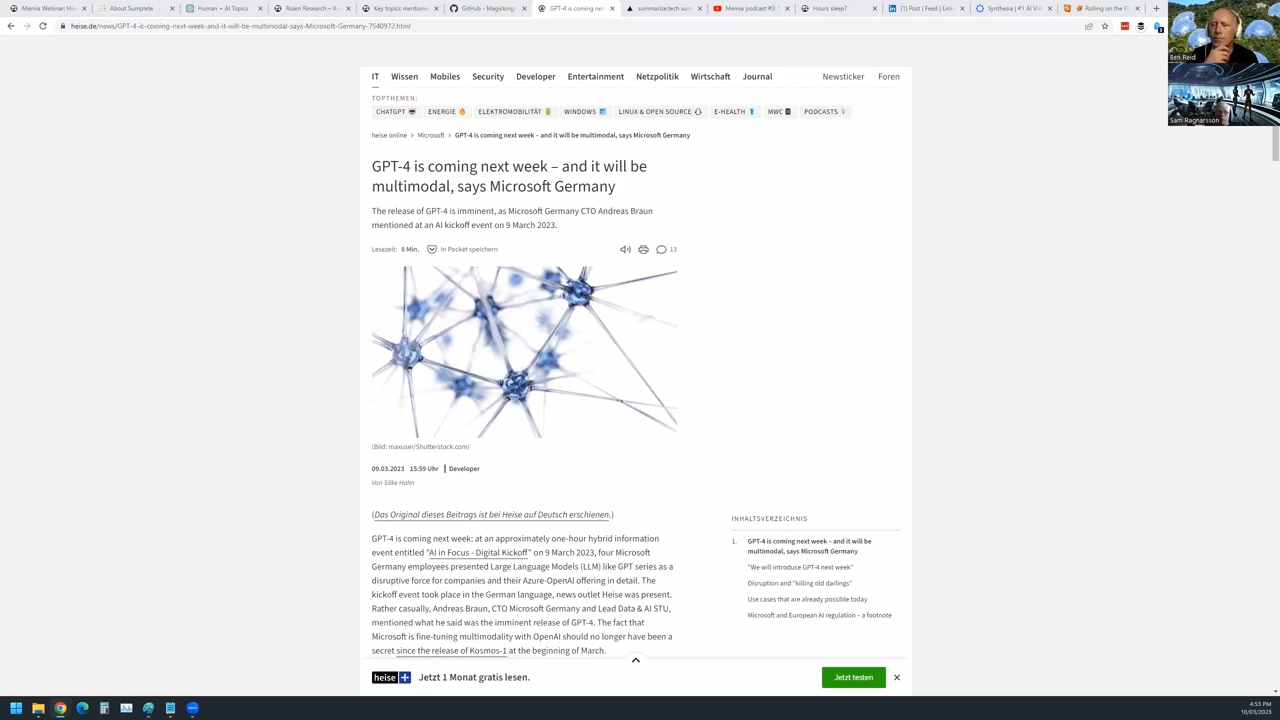 Memia Webinar: Hu
About Sumplete
Human + AI Topics
Roam Research – A
Key topics mentione
GitHub - Magicking
GPT-4 is coming nex
summarize.tech sum
Memia podcast #3:
Hours sleep?
(1) Post | Feed | Link
Synthesia | #1 AI Vid
Rolling on the Fl
heise.de/news/GPT-4-is-coming-next-week-and-it-will-be-multimodal-says-Microsoft-Germany-7540972.html
Ben Reid
Sam Ragnarsson
IT Wissen Mobiles Security Developer Entertainment Netzpolitik Wirtschaft Journal Newsticker Foren
TOPTHEMEN:
CHATGPT ENERGIE ELEKTROMOBILITÄT WINDOWS LINUX & OPEN SOURCE E-HEALTH MWC PODCASTS
heise online > Microsoft > GPT-4 is coming next week – and it will be multimodal, says Microsoft Germany
GPT-4 is coming next week – and it will be
multimodal, says Microsoft Germany
The release of GPT-4 is imminent, as Microsoft Germany CTO Andreas Braun
mentioned at an AI kickoff event on 9 March 2023.
Lesezeit: 8 Min. In Pocket speichern 13
(Bild: maxuser/Shutterstock.com)
09.03.2023 15:59 Uhr | Developer
Von Silke Hahn
(Das Original dieses Beitrags ist bei Heise auf Deutsch erschienen.)
GPT-4 is coming next week: at an approximately one-hour hybrid information
event entitled "AI in Focus - Digital Kickoff" on 9 March 2023, four Microsoft
Germany employees presented Large Language Models (LLM) like GPT series as a
disruptive force for companies and their Azure-OpenAI offering in detail. The
kickoff event took place in the German language, news outlet Heise was present.
Rather casually, Andreas Braun, CTO Microsoft Germany and Lead Data & AI STU,
mentioned what he said was the imminent release of GPT-4. The fact that
Microsoft is fine-tuning multimodality with OpenAI should no longer have been a
secret since the release of Kosmos-1 at the beginning of March.
INHALTSVERZEICHNIS
1. GPT-4 is coming next week – and it will be
multimodal, says Microsoft Germany
"We will introduce GPT-4 next week"
Disruption and "killing old darlings"
Use cases that are already possible today
Microsoft and European AI regulation – a footnote
heise + Jetzt 1 Monat gratis lesen.
Jetzt testen
4:53 PM
10/03/2023